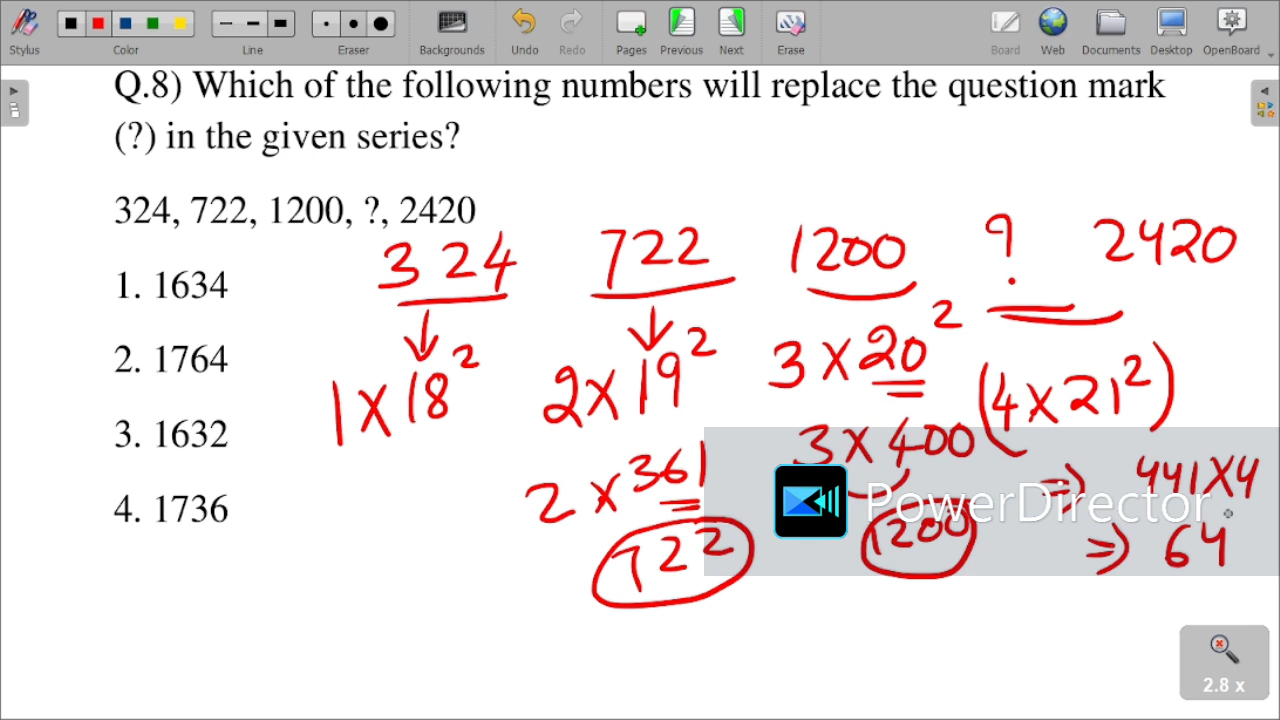 Stylus Color Line Eraser Backgrounds Undo Redo Pages Previous Next Erase Board Web Documents Desktop OpenBoard
Q.8) Which of the following numbers will replace the question mark
(?) in the given series?
324, 722, 1200, ?, 2420
324 722 1200 ? 2420
1. 1634
2. 1764
3. 1632
4. 1736
1 × 18² 2 × 19² 3 × 20² (4 × 21²)
2 × 361 3 × 400 ⇒ 441 × 4
722 1200 ⇒ 64
PowerDirector
2.8 x